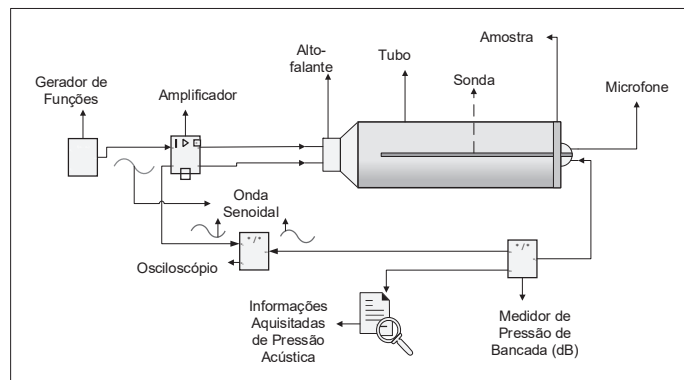 Gerador de
Funções
Amplificador
Alto-
falante
Tubo
Sonda
Amostra
Microfone
Onda
Senoidal
Osciloscópio
Informações
Aquisitadas
de Pressão
Acústica
Medidor de
Pressão de
Bancada (dB)